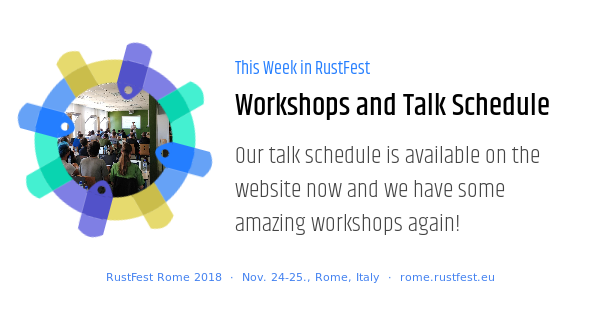 This Week in RustFest
Workshops and Talk Schedule
Our talk schedule is available on the
website now and we have some
amazing workshops again!
RustFest Rome 2018 · Nov. 24-25., Rome, Italy · rome.rustfest.eu